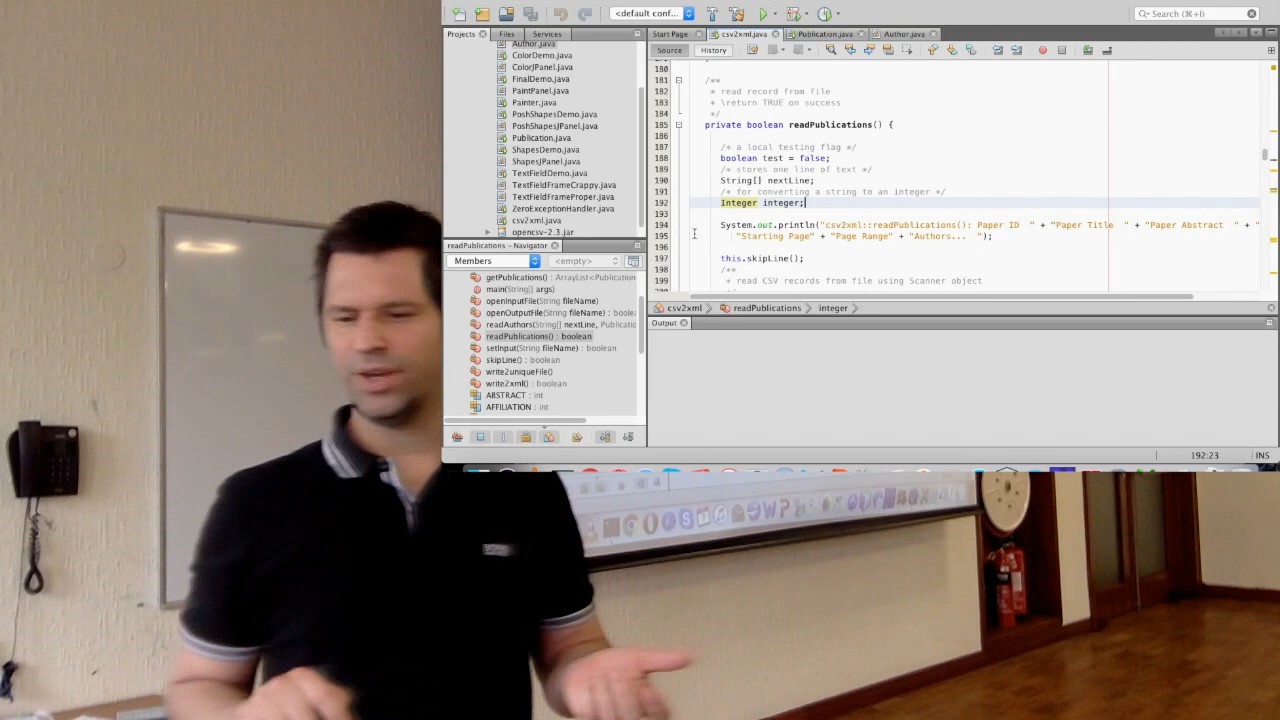 <default conf...
Search (⌘+I)
Projects
Files
Services
Author.java
ColorDemo.java
ColorJPanel.java
FinalDemo.java
PaintPanel.java
Painter.java
PoshShapesDemo.java
PoshShapesJPanel.java
Publication.java
ShapesDemo.java
ShapesJPanel.java
TextFieldDemo.java
TextFieldFrameCrappy.java
TextFieldFrameProper.java
ZeroExceptionHandler.java
csv2xml.java
opencsv-2.3.jar
readPublications – Navigator
Members
<empty>
getPublications() : ArrayList<Publication
main(String[] args)
openInputFile(String fileName)
openOutputFile(String fileName) : boolea
readAuthors(String[] nextLine, Publicatio
readPublications() : boolean
setInput(String fileName) : boolean
skipLine() : boolean
write2uniqueFile()
write2xml() : boolean
ABSTRACT : int
AFFILIATION : int
Start Page
csv2xml.java
Publication.java
Author.java
Source
History
180
181 /**
182 * read record from file
183 * \return TRUE on success
184 */
185 private boolean readPublications() {
186
187 /* a local testing flag */
188 boolean test = false;
189 /* stores one line of text */
190 String[] nextLine;
191 /* for converting a string to an integer */
192 Integer integer;
193
194 System.out.println("csv2xml::readPublications(): Paper ID " + "Paper Title " + "Paper Abstract " + "
195 "Starting Page" + "Page Range" + "Authors... ");
196
197 this.skipLine();
198 /**
199 * read CSV records from file using Scanner object
csv2xml
readPublications
integer
Output
192:23
INS